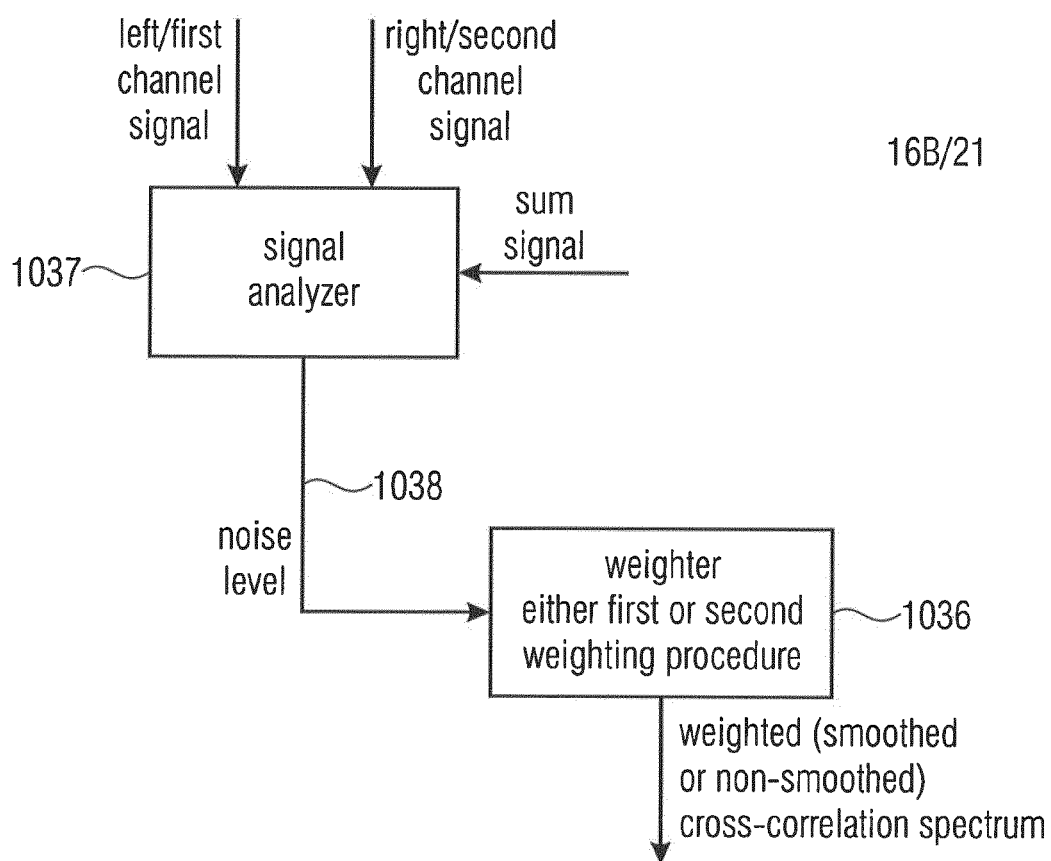 left/first
channel
signal
right/second
channel
signal
16B/21
sum
signal
signal
analyzer
1037
1038
noise
level
weighter
either first or second
weighting procedure
1036
weighted (smoothed
or non-smoothed)
cross-correlation spectrum